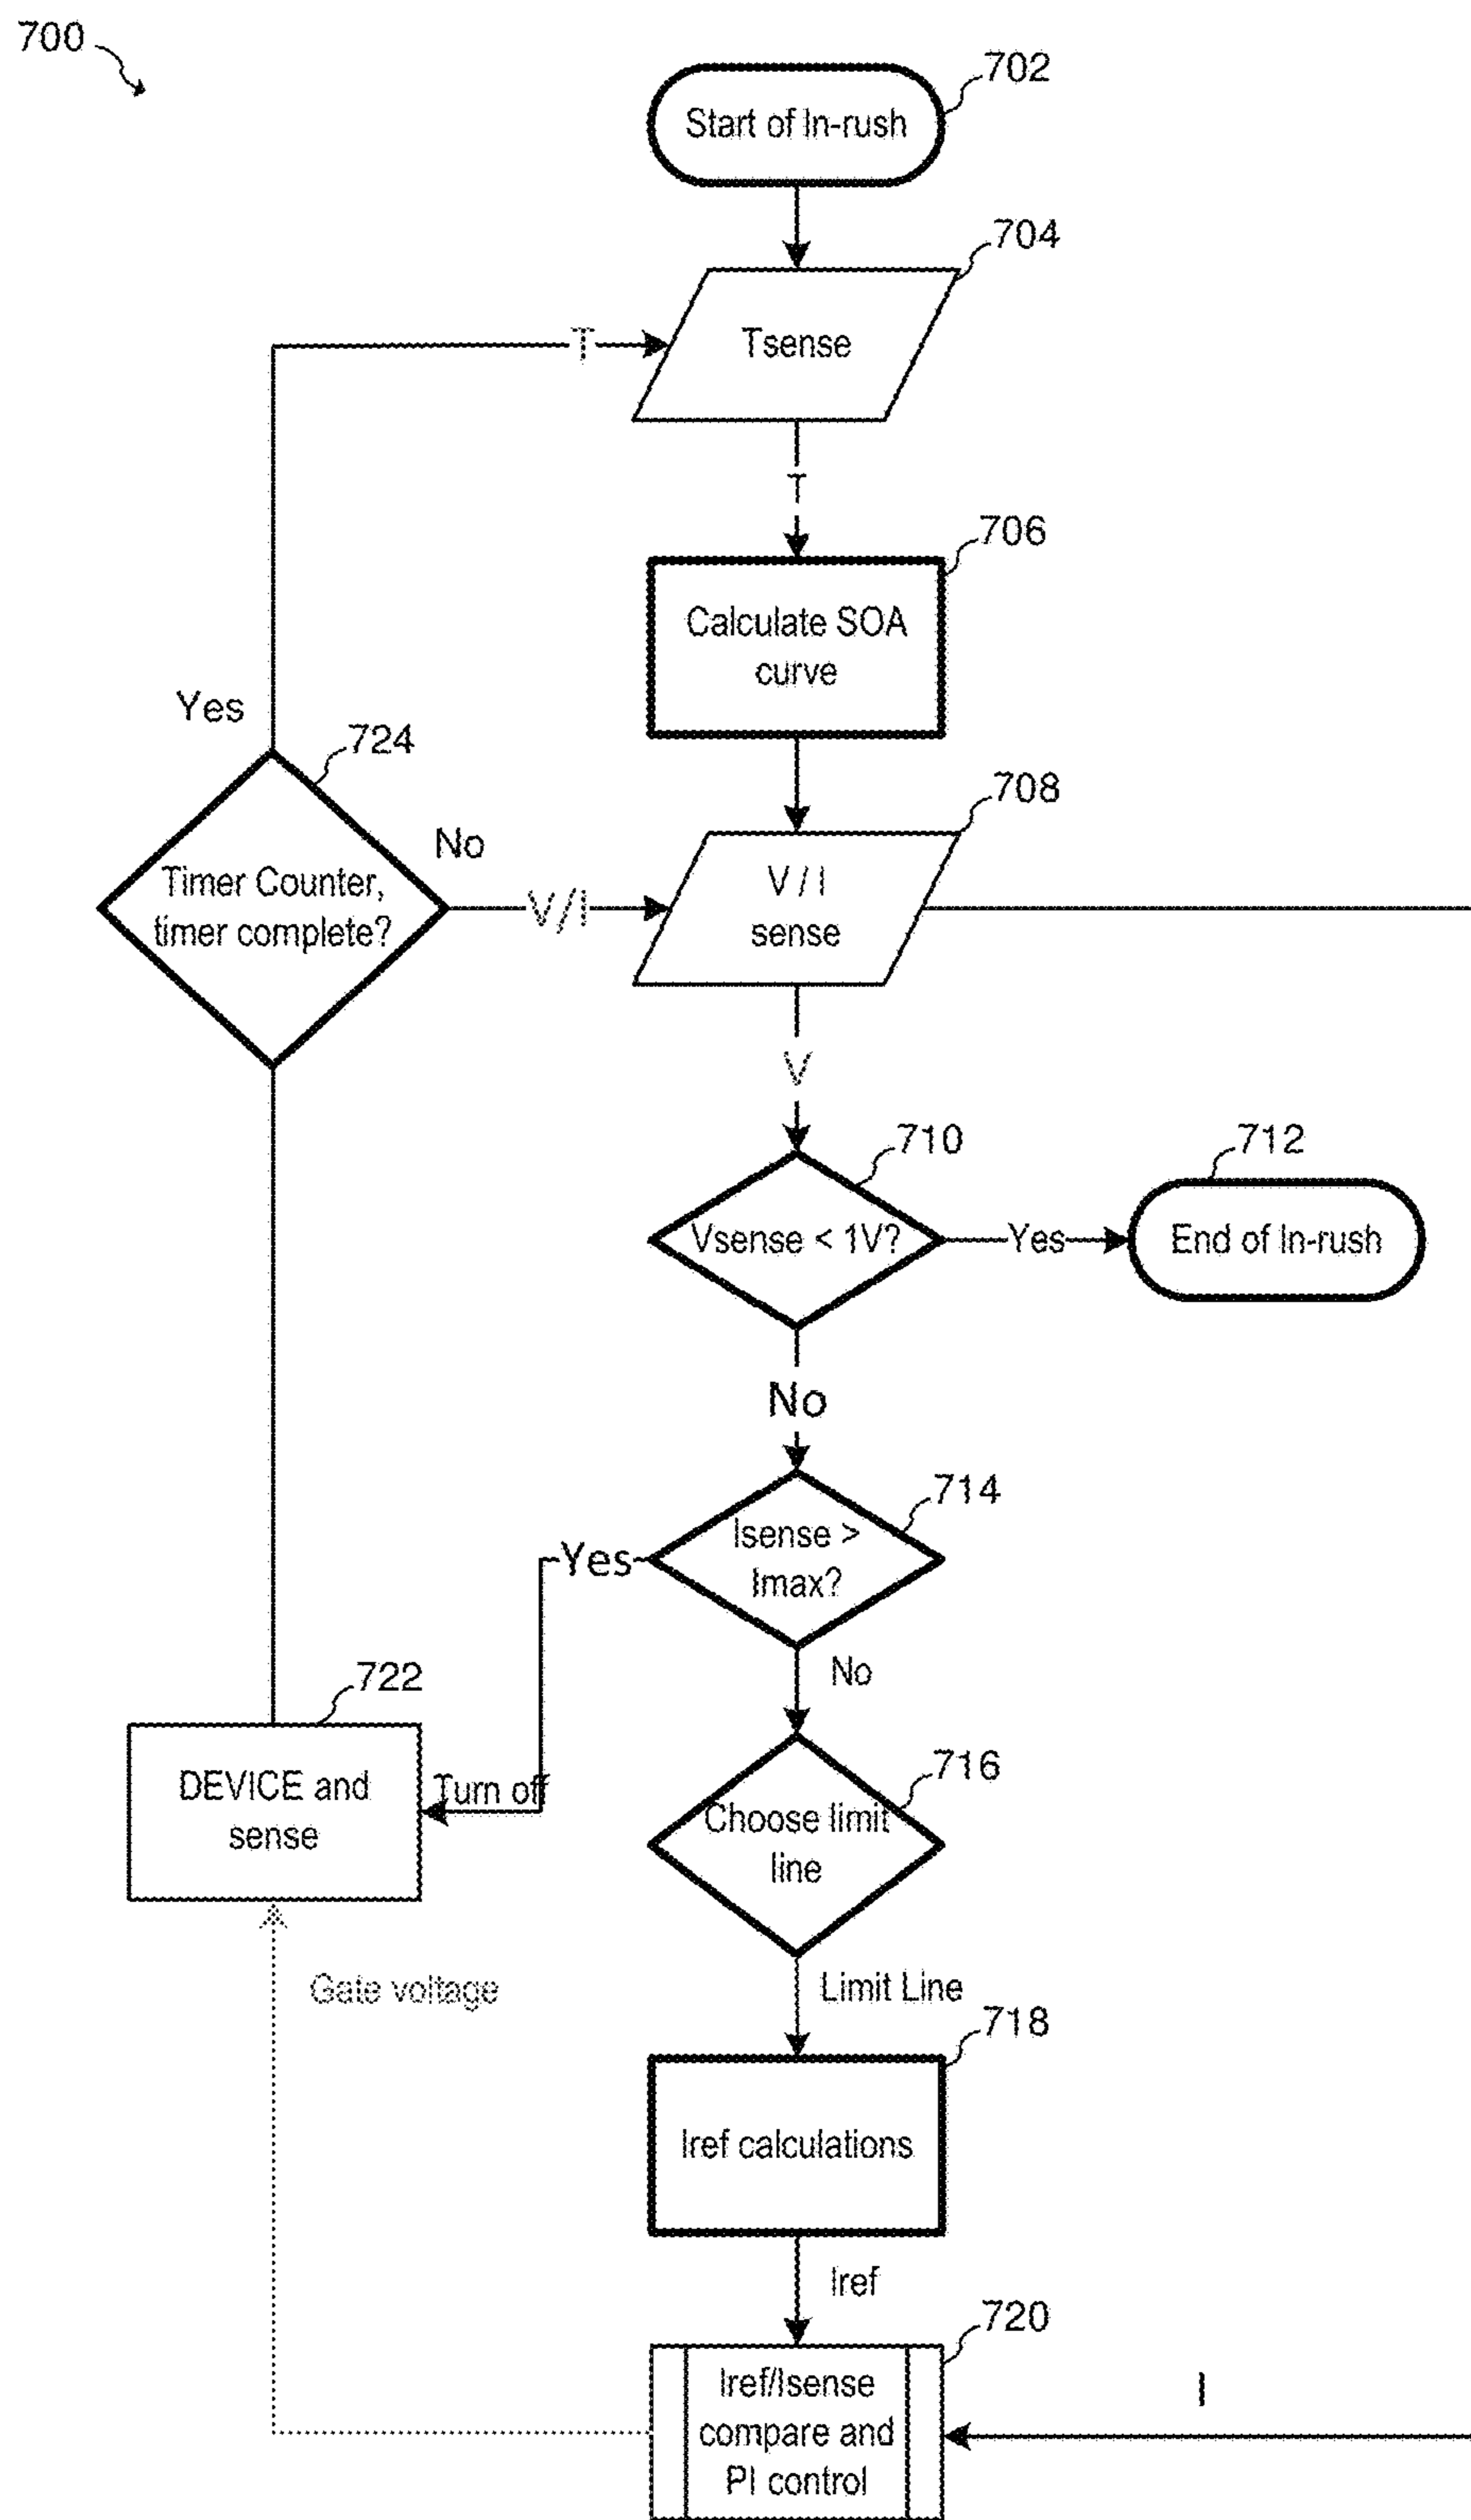 700
702
Start of In-rush
704
T
Tsense
T
706
Calculate SOA
curve
Yes
724
708
No
Timer Counter,
timer complete?
V/I
V / I
sense
V
710
712
Vsense < 1V?
Yes
End of In-rush
No
714
Yes
Isense >
Imax?
No
722
716
DEVICE and
sense
Turn off
Choose limit
line
Gate voltage
Limit Line
718
Iref calculations
Iref
720
Iref/Isense
compare and
PI control
I